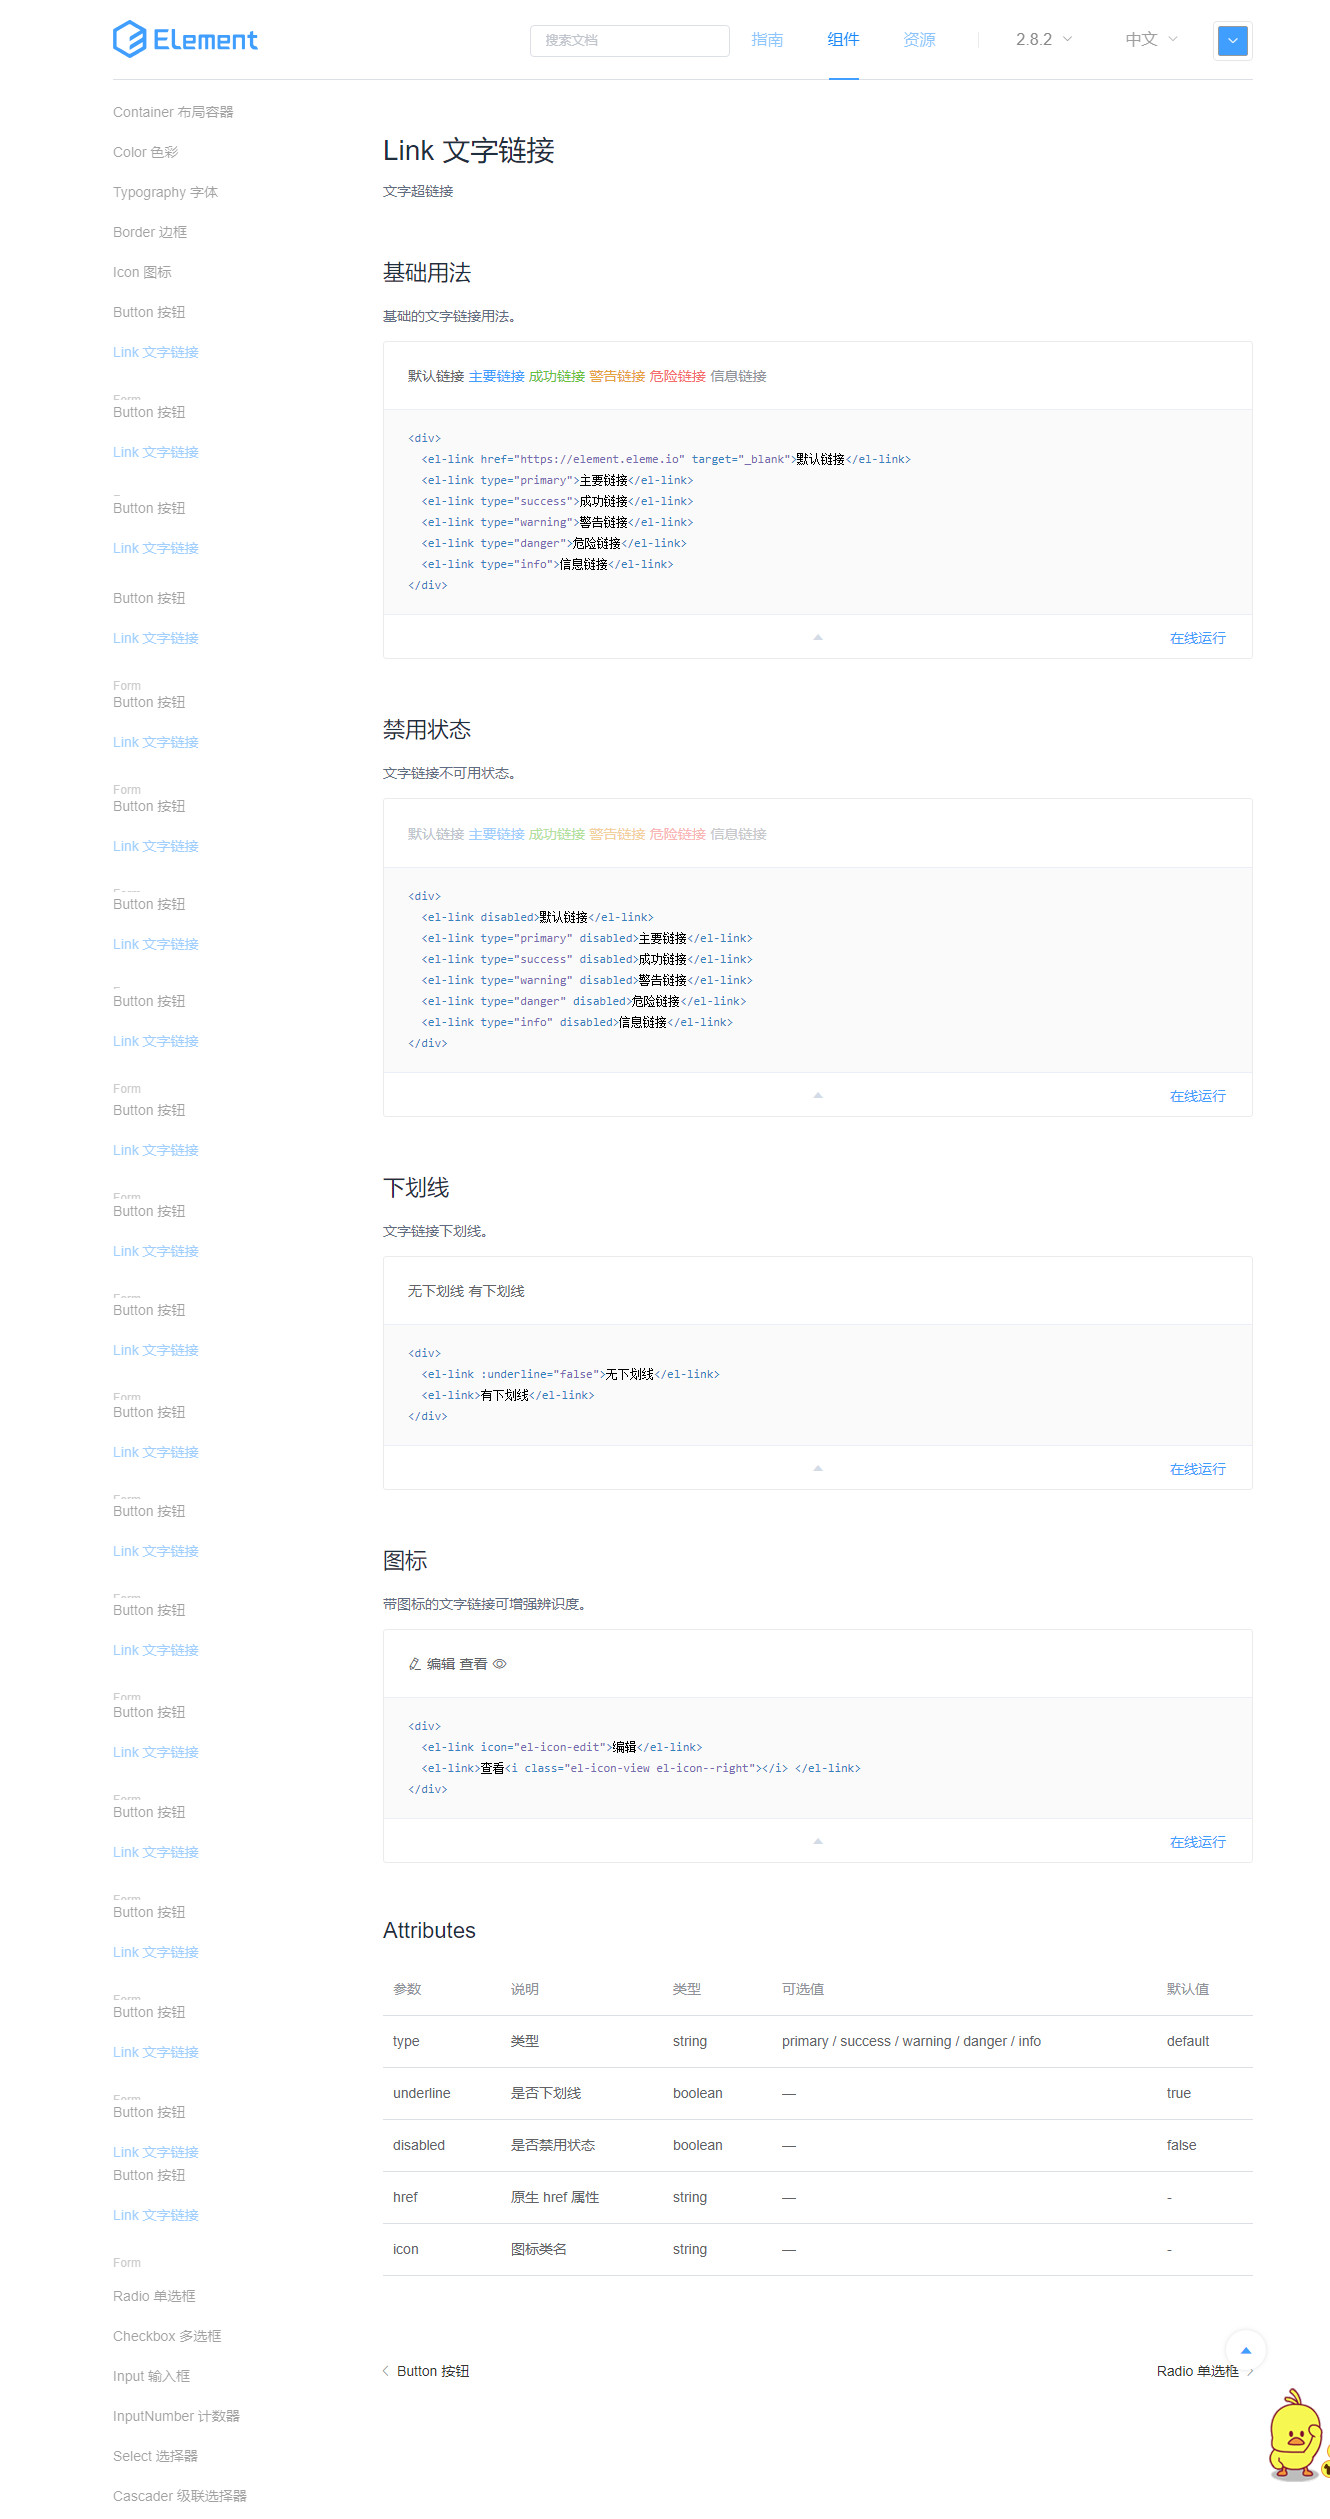 Element
搜索文档
指南
组件
资源
2.8.2
中文
Container 布局容器
Color 色彩
Typography 字体
Border 边框
Icon 图标
Button 按钮
Link 文字链接
Form
Button 按钮
Link 文字链接
Button 按钮
Link 文字链接
Button 按钮
Link 文字链接
Form
Button 按钮
Link 文字链接
Form
Button 按钮
Link 文字链接
Button 按钮
Link 文字链接
Button 按钮
Link 文字链接
Form
Button 按钮
Link 文字链接
Form
Button 按钮
Link 文字链接
Form
Button 按钮
Link 文字链接
Form
Button 按钮
Link 文字链接
Form
Button 按钮
Link 文字链接
Form
Button 按钮
Link 文字链接
Form
Button 按钮
Link 文字链接
Form
Button 按钮
Link 文字链接
Form
Button 按钮
Link 文字链接
Form
Button 按钮
Link 文字链接
Form
Button 按钮
Link 文字链接
Button 按钮
Link 文字链接
Form
Radio 单选框
Checkbox 多选框
Input 输入框
InputNumber 计数器
Select 选择器
Cascader 级联选择器
Link 文字链接
文字超链接
基础用法
基础的文字链接用法。
默认链接 主要链接 成功链接 警告链接 危险链接 信息链接
<div>
  <el-link href="https://element.eleme.io" target="_blank">默认链接</el-link>
  <el-link type="primary">主要链接</el-link>
  <el-link type="success">成功链接</el-link>
  <el-link type="warning">警告链接</el-link>
  <el-link type="danger">危险链接</el-link>
  <el-link type="info">信息链接</el-link>
</div>
在线运行
禁用状态
文字链接不可用状态。
默认链接 主要链接 成功链接 警告链接 危险链接 信息链接
<div>
  <el-link disabled>默认链接</el-link>
  <el-link type="primary" disabled>主要链接</el-link>
  <el-link type="success" disabled>成功链接</el-link>
  <el-link type="warning" disabled>警告链接</el-link>
  <el-link type="danger" disabled>危险链接</el-link>
  <el-link type="info" disabled>信息链接</el-link>
</div>
在线运行
下划线
文字链接下划线。
无下划线 有下划线
<div>
  <el-link :underline="false">无下划线</el-link>
  <el-link>有下划线</el-link>
</div>
在线运行
图标
带图标的文字链接可增强辨识度。
编辑 查看
<div>
  <el-link icon="el-icon-edit">编辑</el-link>
  <el-link>查看<i class="el-icon-view el-icon--right"></i> </el-link>
</div>
在线运行
Attributes
参数 说明 类型 可选值 默认值
type 类型 string primary / success / warning / danger / info default
underline 是否下划线 boolean — true
disabled 是否禁用状态 boolean — false
href 原生 href 属性 string — -
icon 图标类名 string — -
Button 按钮
Radio 单选框